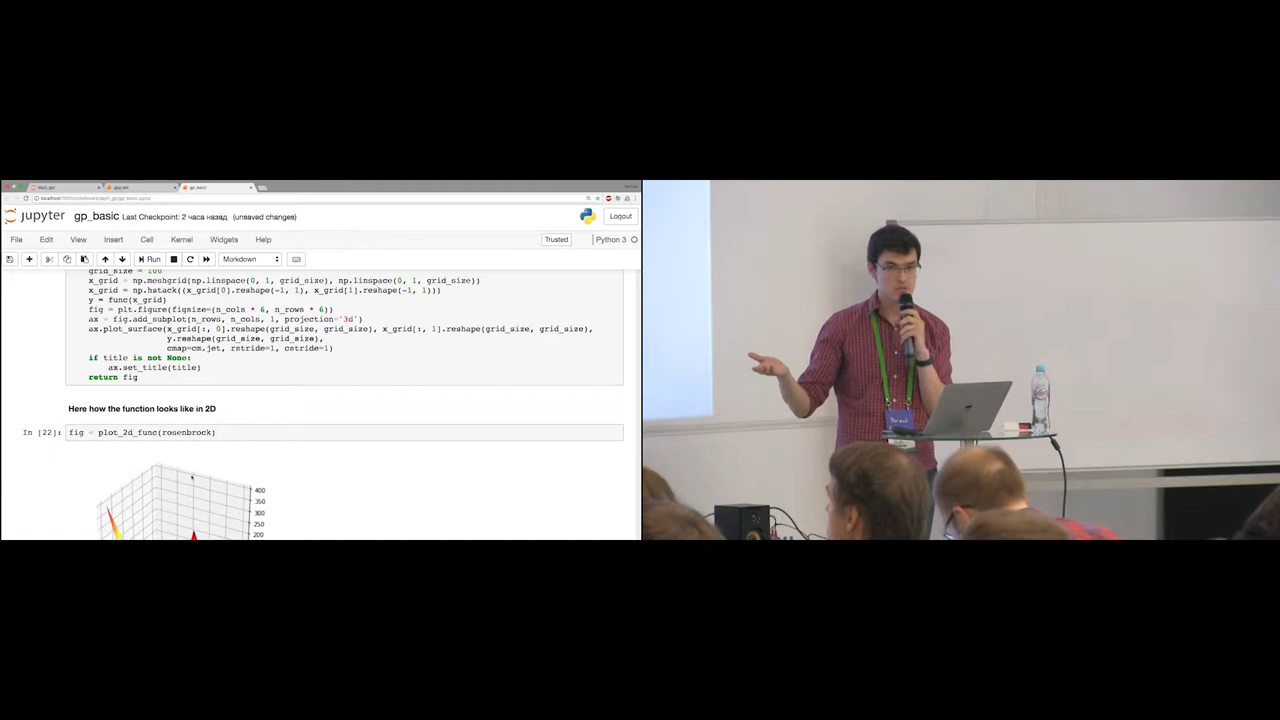 gp_basic
jupyter gp_basic Last Checkpoint: 2 часа назад (unsaved changes)
Logout
File Edit View Insert Cell Kernel Widgets Help
Trusted Python 3
Run Markdown
grid_size = 100
x_grid = np.meshgrid(np.linspace(0, 1, grid_size), np.linspace(0, 1, grid_size))
x_grid = np.hstack((x_grid[0].reshape(-1, 1), x_grid[1].reshape(-1, 1)))
y = func(x_grid)
fig = plt.figure(figsize=(n_cols * 6, n_rows * 6))
ax = fig.add_subplot(n_rows, n_cols, 1, projection='3d')
ax.plot_surface(x_grid[:, 0].reshape(grid_size, grid_size), x_grid[:, 1].reshape(grid_size, grid_size),
y.reshape(grid_size, grid_size),
cmap=cm.jet, rstride=1, cstride=1)
if title is not None:
ax.set_title(title)
return fig
Here how the function looks like in 2D
In [22]: fig = plot_2d_func(rosenbrock)
400
350
300
250
200